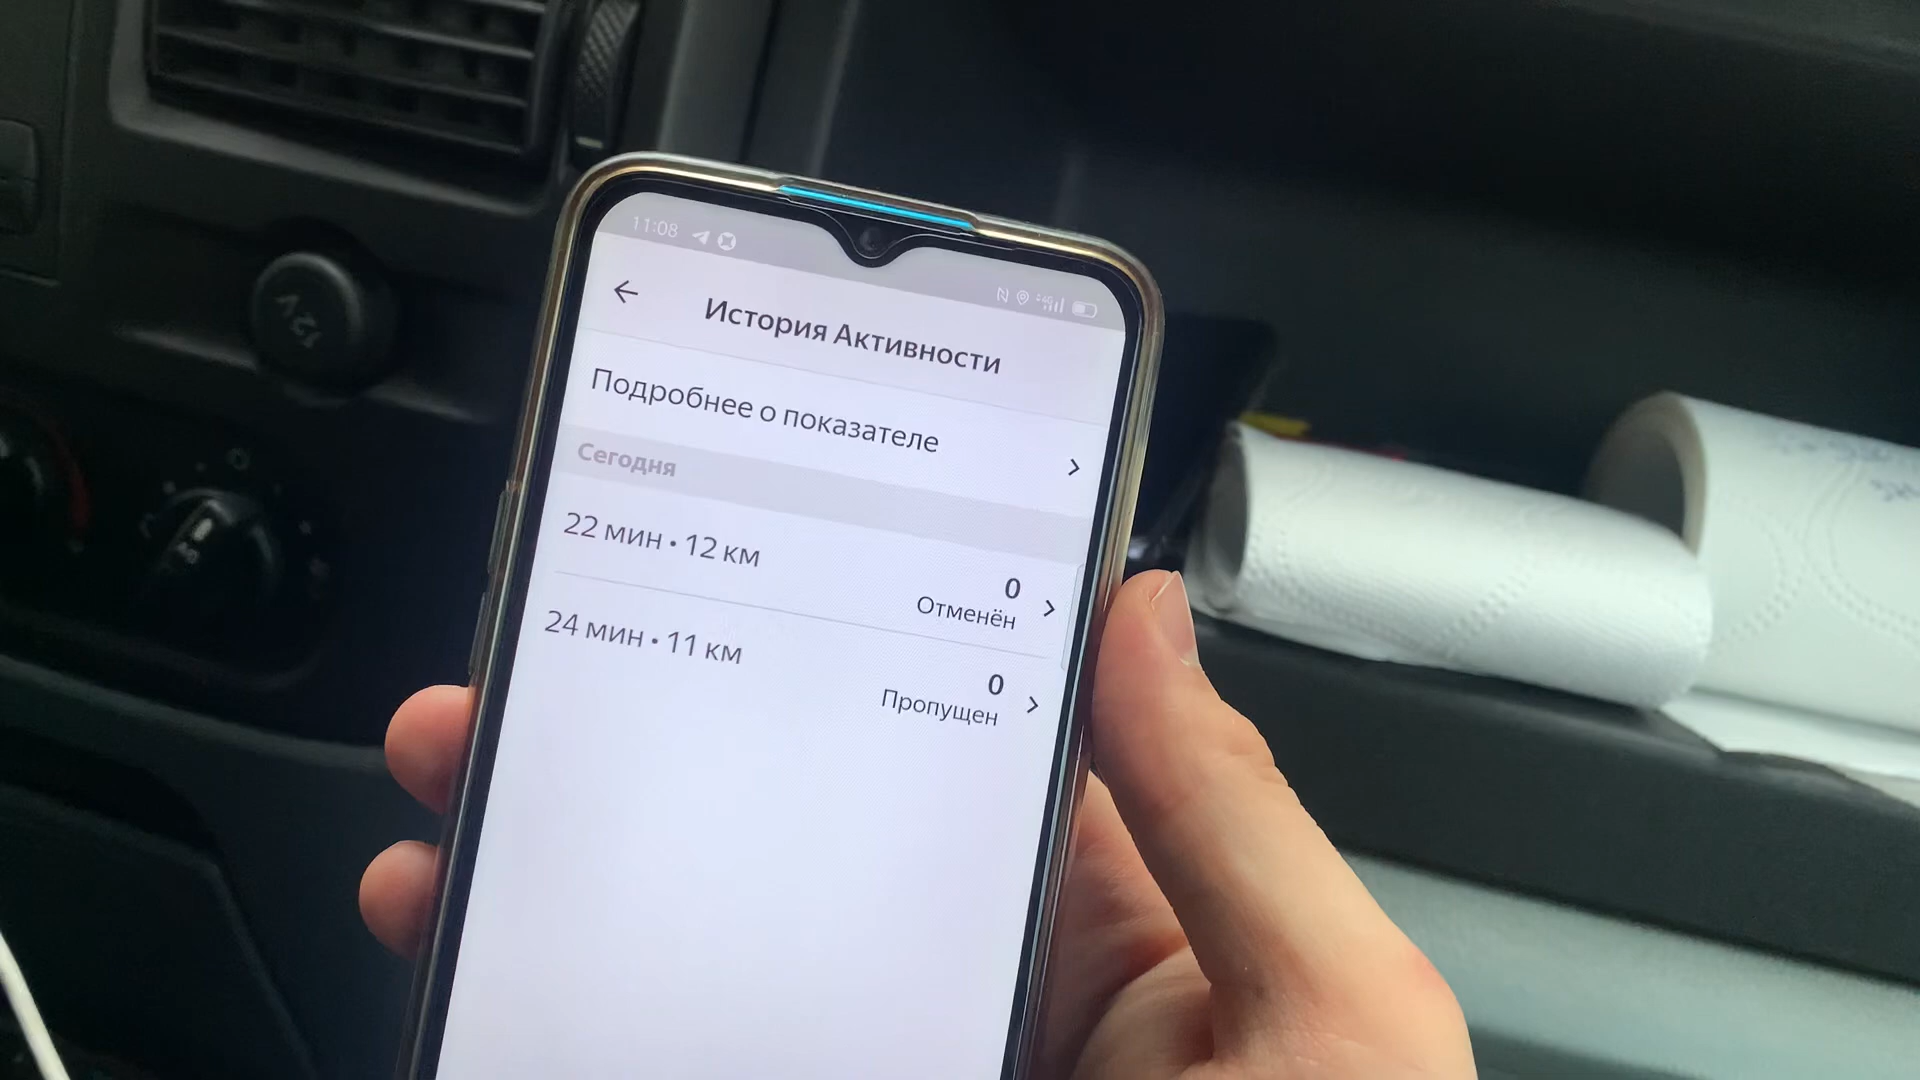 11:08
История Активности
Подробнее о показателе
Сегодня
22 мин • 12 км
0
Отменён
24 мин • 11 км
0
Пропущен